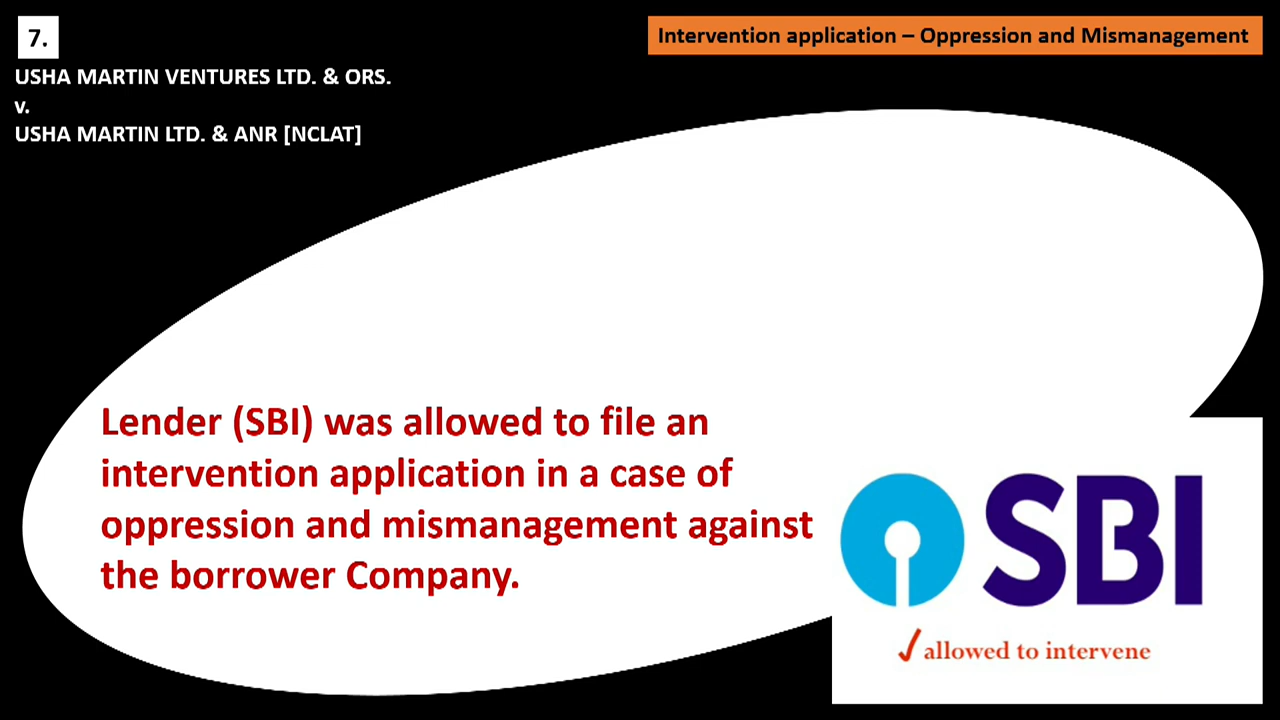 7.
Intervention application – Oppression and Mismanagement
USHA MARTIN VENTURES LTD. & ORS.
v.
USHA MARTIN LTD. & ANR [NCLAT]
Lender (SBI) was allowed to file an
intervention application in a case of
oppression and mismanagement against
the borrower Company.
SBI
✓allowed to intervene